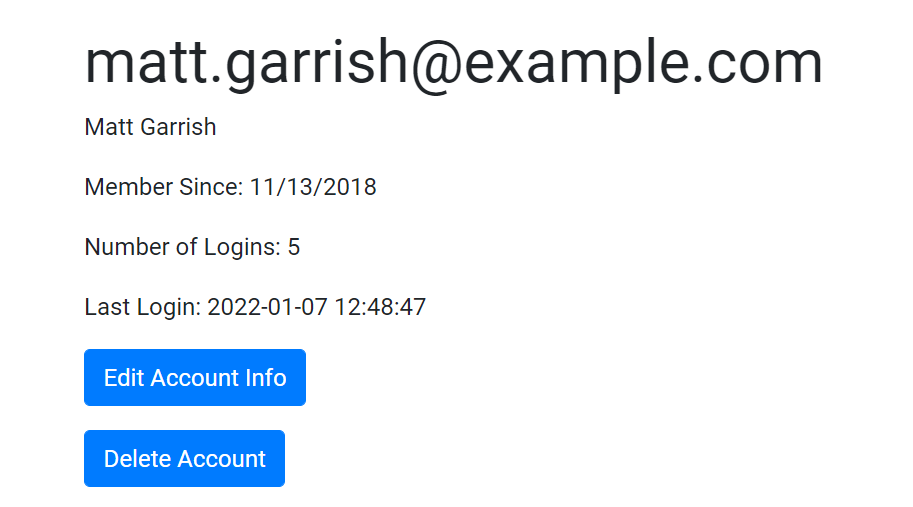 matt.garrish@example.com
Matt Garrish
Member Since: 11/13/2018
Number of Logins: 5
Last Login: 2022-01-07 12:48:47
Edit Account Info
Delete Account